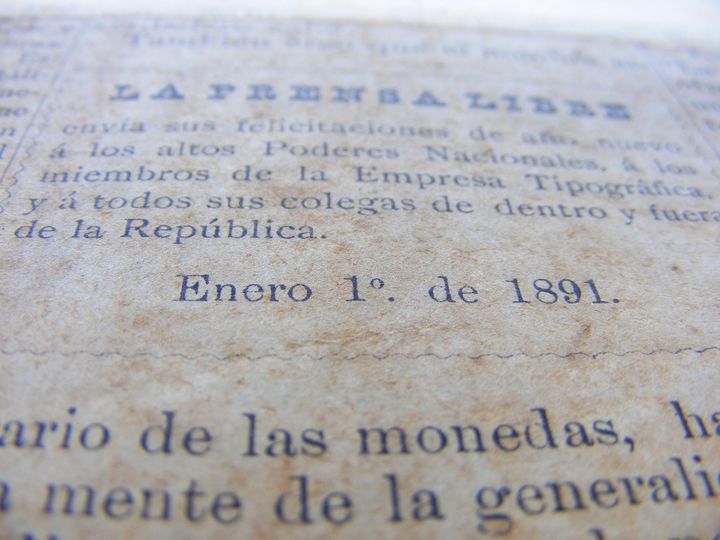 También
LA PRENSA LIBRE
envía sus felicitaciones de año nuevo
á los altos Poderes Nacionales, á los
miembros de la Empresa Tipográfica,
y á todos sus colegas de dentro y fuera
de la República.
Enero 1º. de 1891.
ario de las monedas, ha
mente de la generali